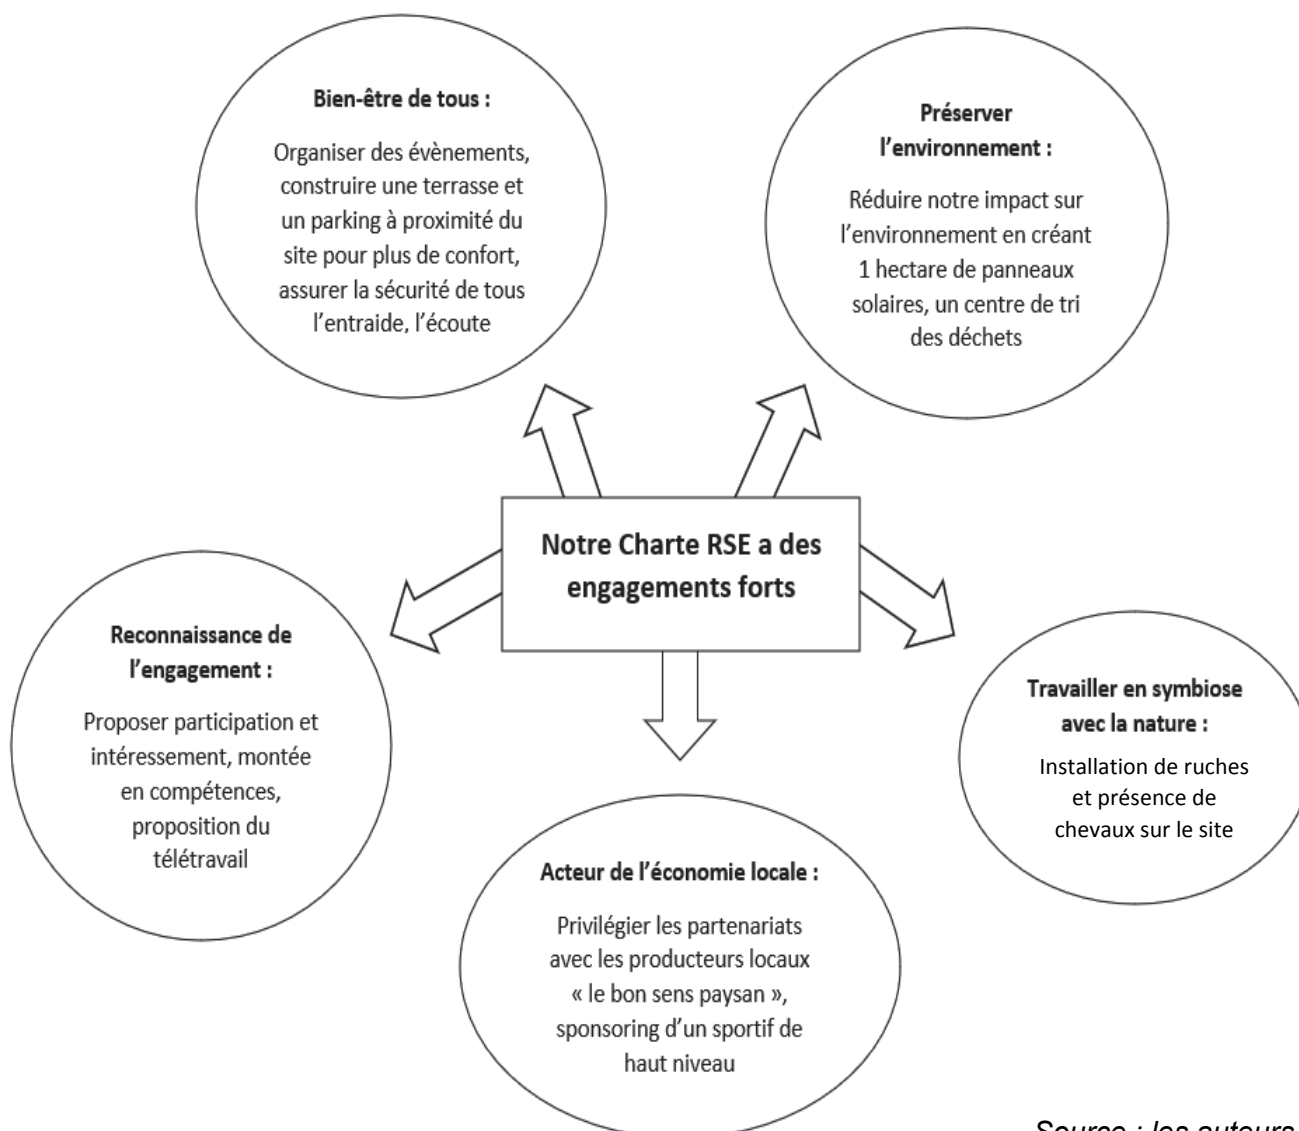 Bien-être de tous :
Organiser des évènements,
construire une terrasse et
un parking à proximité du
site pour plus de confort,
assurer la sécurité de tous
l'entraide, l'écoute
Préserver
l'environnement :
Réduire notre impact sur
l'environnement en créant
1 hectare de panneaux
solaires, un centre de tri
des déchets
Notre Charte RSE a des
engagements forts
Reconnaissance de
l'engagement :
Proposer participation et
intéressement, montée
en compétences,
proposition du
télétravail
Travailler en symbiose
avec la nature :
Installation de ruches
et présence de
chevaux sur le site
Acteur de l'économie locale :
Privilégier les partenariats
avec les producteurs locaux
« le bon sens paysan »,
sponsoring d'un sportif de
haut niveau
Source : les auteurs